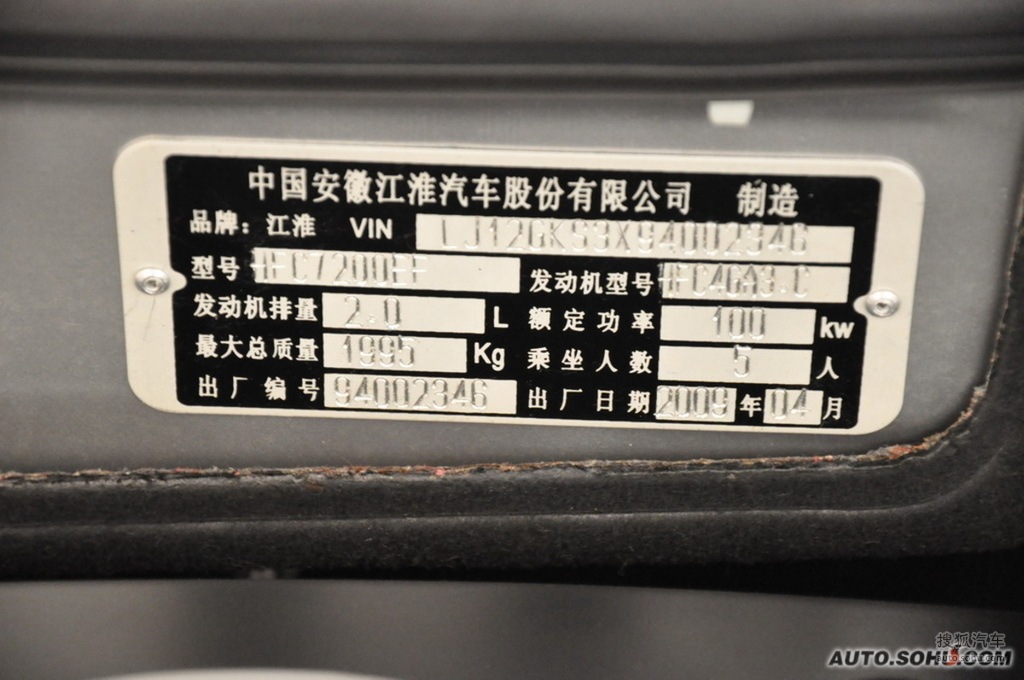 中国安徽江淮汽车股份有限公司 制造
品牌：江淮 VIN LJ12GKS3X94002346
型号 HFC7200EF 发动机型号 HFC4GA3.C
发动机排量 2.0 L 额定功率 100 kw
最大总质量 1995 Kg 乘坐人数 5 人
出厂编号 94002346 出厂日期 2009 年 04 月
搜狐汽车
auto.sohu.com
AUTO.SOHU.COM